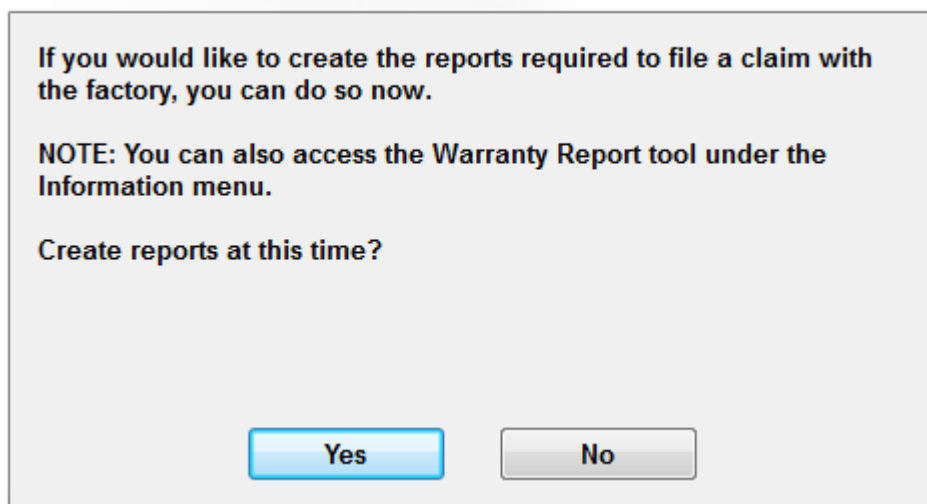 If you would like to create the reports required to file a claim with
the factory, you can do so now.
NOTE: You can also access the Warranty Report tool under the
Information menu.
Create reports at this time?
Yes
No